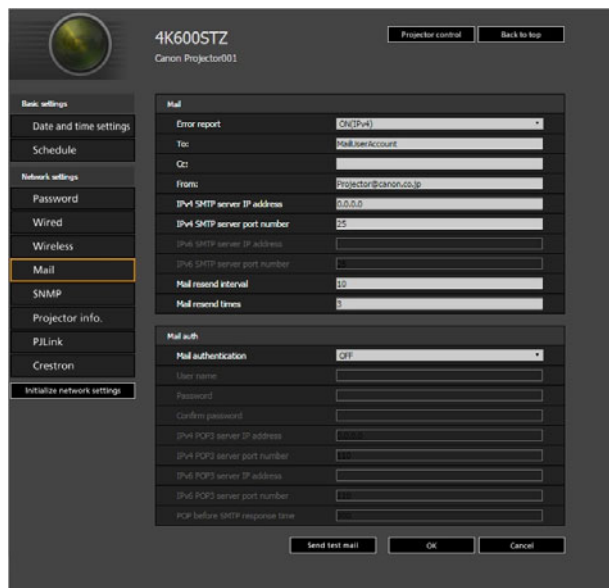 4K600STZ
Canon Projector001
Projector control
Back to top
Basic settings
Date and time settings
Schedule
Network settings
Password
Wired
Wireless
Mail
SNMP
Projector info.
PJLink
Crestron
Initialize network settings
Mail
Error report ON(IPv4)
To: MailUserAccount
Cc:
From: Projector@canon.co.jp
IPv4 SMTP server IP address 0.0.0.0
IPv4 SMTP server port number 25
IPv6 SMTP server IP address
IPv6 SMTP server port number 25
Mail resend interval 10
Mail resend times 3
Mail auth
Mail authentication OFF
User name
Password
Confirm password
IPv4 POP3 server IP address 0.0.0.0
IPv4 POP3 server port number
IPv6 POP3 server IP address
IPv6 POP3 server port number
POP before SMTP response time
Send test mail
OK
Cancel